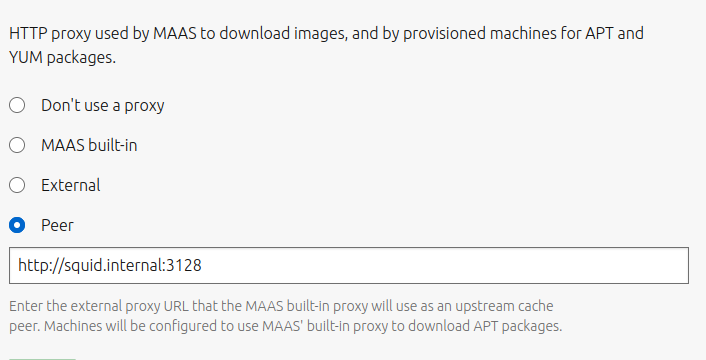 HTTP proxy used by MAAS to download images, and by provisioned machines for APT and
YUM packages.
Don't use a proxy
MAAS built-in
External
Peer
http://squid.internal:3128
Enter the external proxy URL that the MAAS built-in proxy will use as an upstream cache
peer. Machines will be configured to use MAAS' built-in proxy to download APT packages.